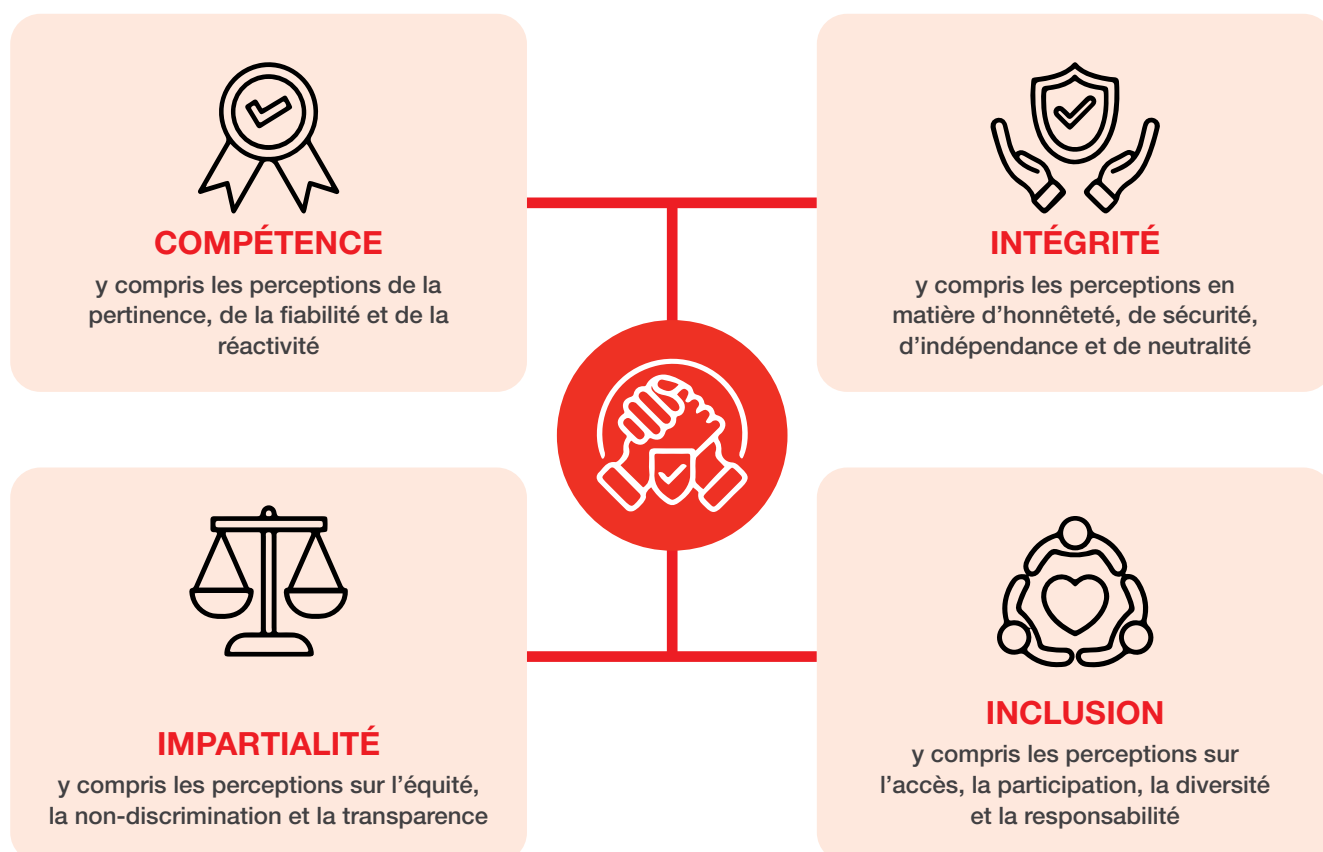 COMPÉTENCE
y compris les perceptions de la
pertinence, de la fiabilité et de la
réactivité
INTÉGRITÉ
y compris les perceptions en
matière d’honnêteté, de sécurité,
d’indépendance et de neutralité
IMPARTIALITÉ
y compris les perceptions sur l’équité,
la non-discrimination et la transparence
INCLUSION
y compris les perceptions sur
l’accès, la participation, la diversité
et la responsabilité